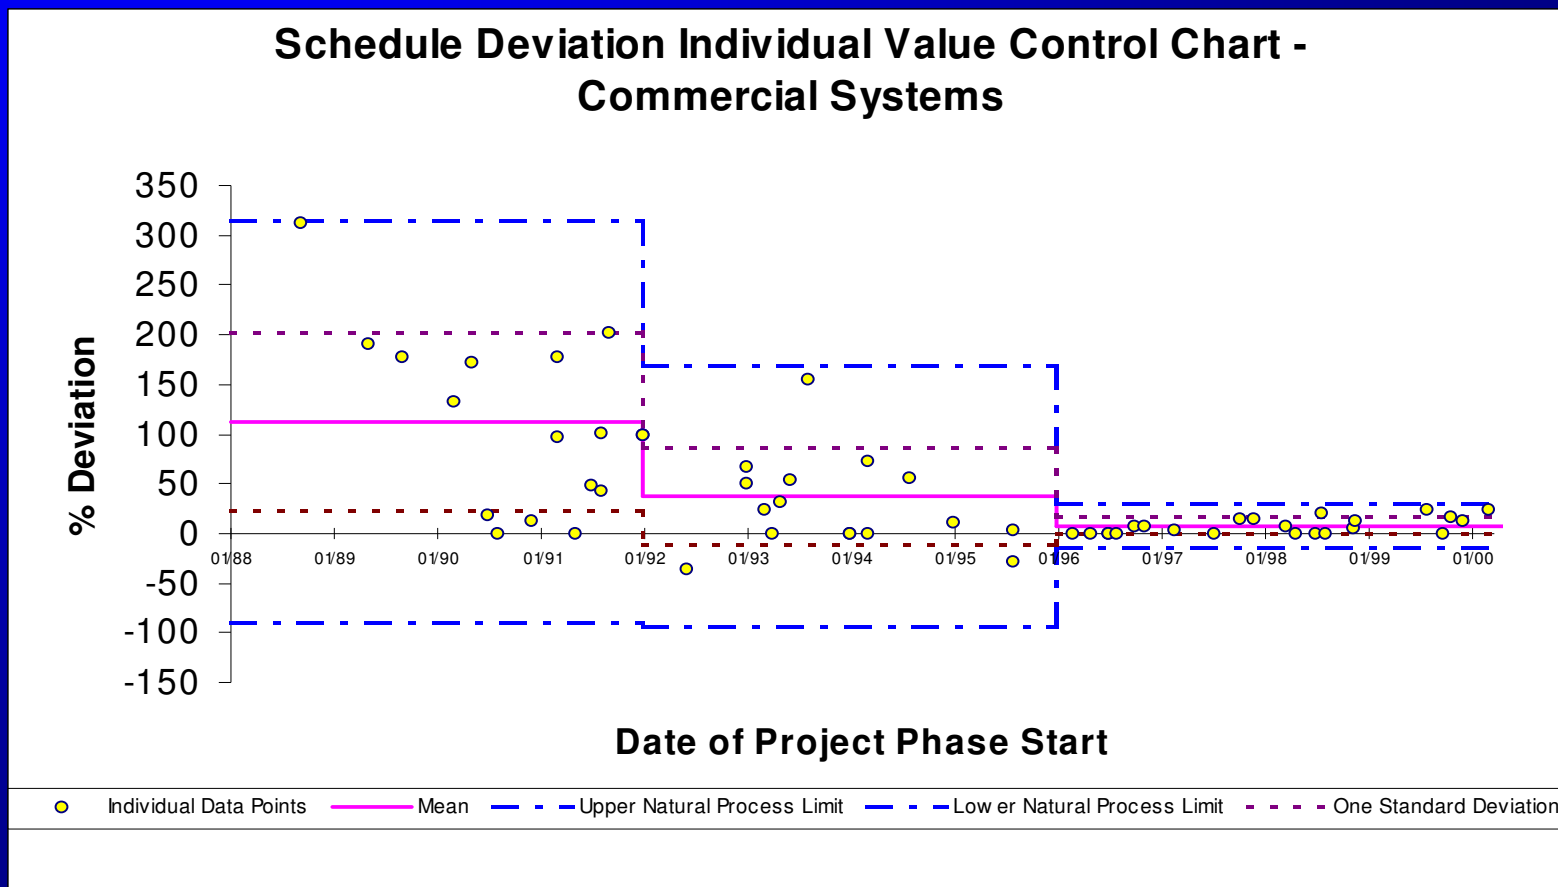 Schedule Deviation Individual Value Control Chart -
Commercial Systems
350
300
250
200
150
100
50
0
-50
-100
-150
% Deviation
01/88 01/89 01/90 01/91 01/92 01/93 01/94 01/95 01/96 01/97 01/98 01/99 01/00
Date of Project Phase Start
Individual Data Points Mean Upper Natural Process Limit Lower Natural Process Limit One Standard Deviation